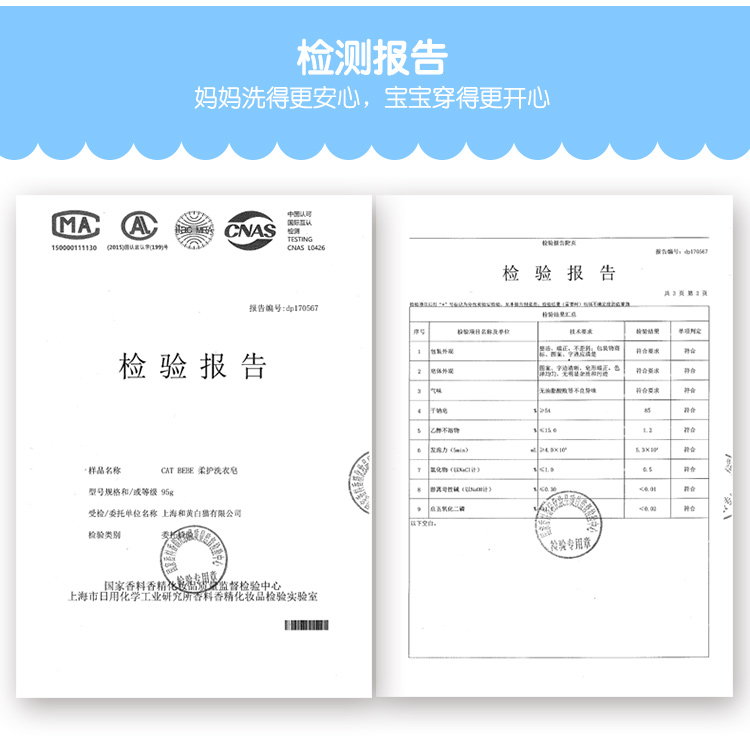 检测报告
妈妈洗得更安心，宝宝穿得更开心
MA
150000111130
AL
(2015)国认监认字(199)号
CNAS
中国认可
国际互认
检测
TESTING
CNAS L0426
报告编号:dp170567
检验报告
样品名称 CAT BEBE 柔护洗衣皂
型号规格和/或等级 95g
受检/委托单位名称 上海和黄白猫有限公司
检验类别 委托检验
国家香料香精化妆品质量监督检验中心
上海市日用化学工业研究所香料香精化妆品检验实验室
检验专用章
检验报告附页
报告编号: dp170567
检验报告
共 3 页 第 2 页
检验结果汇总
序号 检验项目名称及单位 技术要求 检验结果 单项判定
1 包装外观 整洁、端正、不歪斜；包装物商标、图案、字迹应清楚 符合要求 符合
2 皂体外观 图案、字迹清晰，皂形端正，色泽均匀，无明显杂质和污迹 符合要求 符合
3 气味 无油脂酸败等不良异味 符合要求 符合
4 干钠皂 % ≥54 85 符合
5 乙醇不溶物 % ≤15.0 1.2 符合
6 发泡力 (5min) mL ≥4.0×10² 5.3×10² 符合
7 氯化物 (以NaCl计) % ≤1.0 0.5 符合
8 游离苛性碱 (以NaOH计) % ≤0.30 <0.01 符合
9 总五氧化二磷 % <0.02 符合
以下空白。
检验专用章